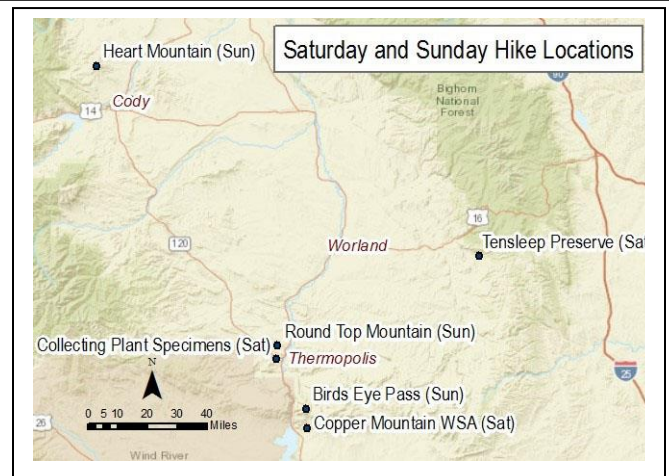 Saturday and Sunday Hike Locations
Heart Mountain (Sun)
90
Bighorn
National
Forest
Cody
14
16
120
Worland
Tensleep Preserve (Sat
Round Top Mountain (Sun)
Collecting Plant Specimens (Sat)
Thermopolis
N
25
Birds Eye Pass (Sun)
0 5 10 20 30 40
Miles
Copper Mountain WSA (Sat)
26
Wind River